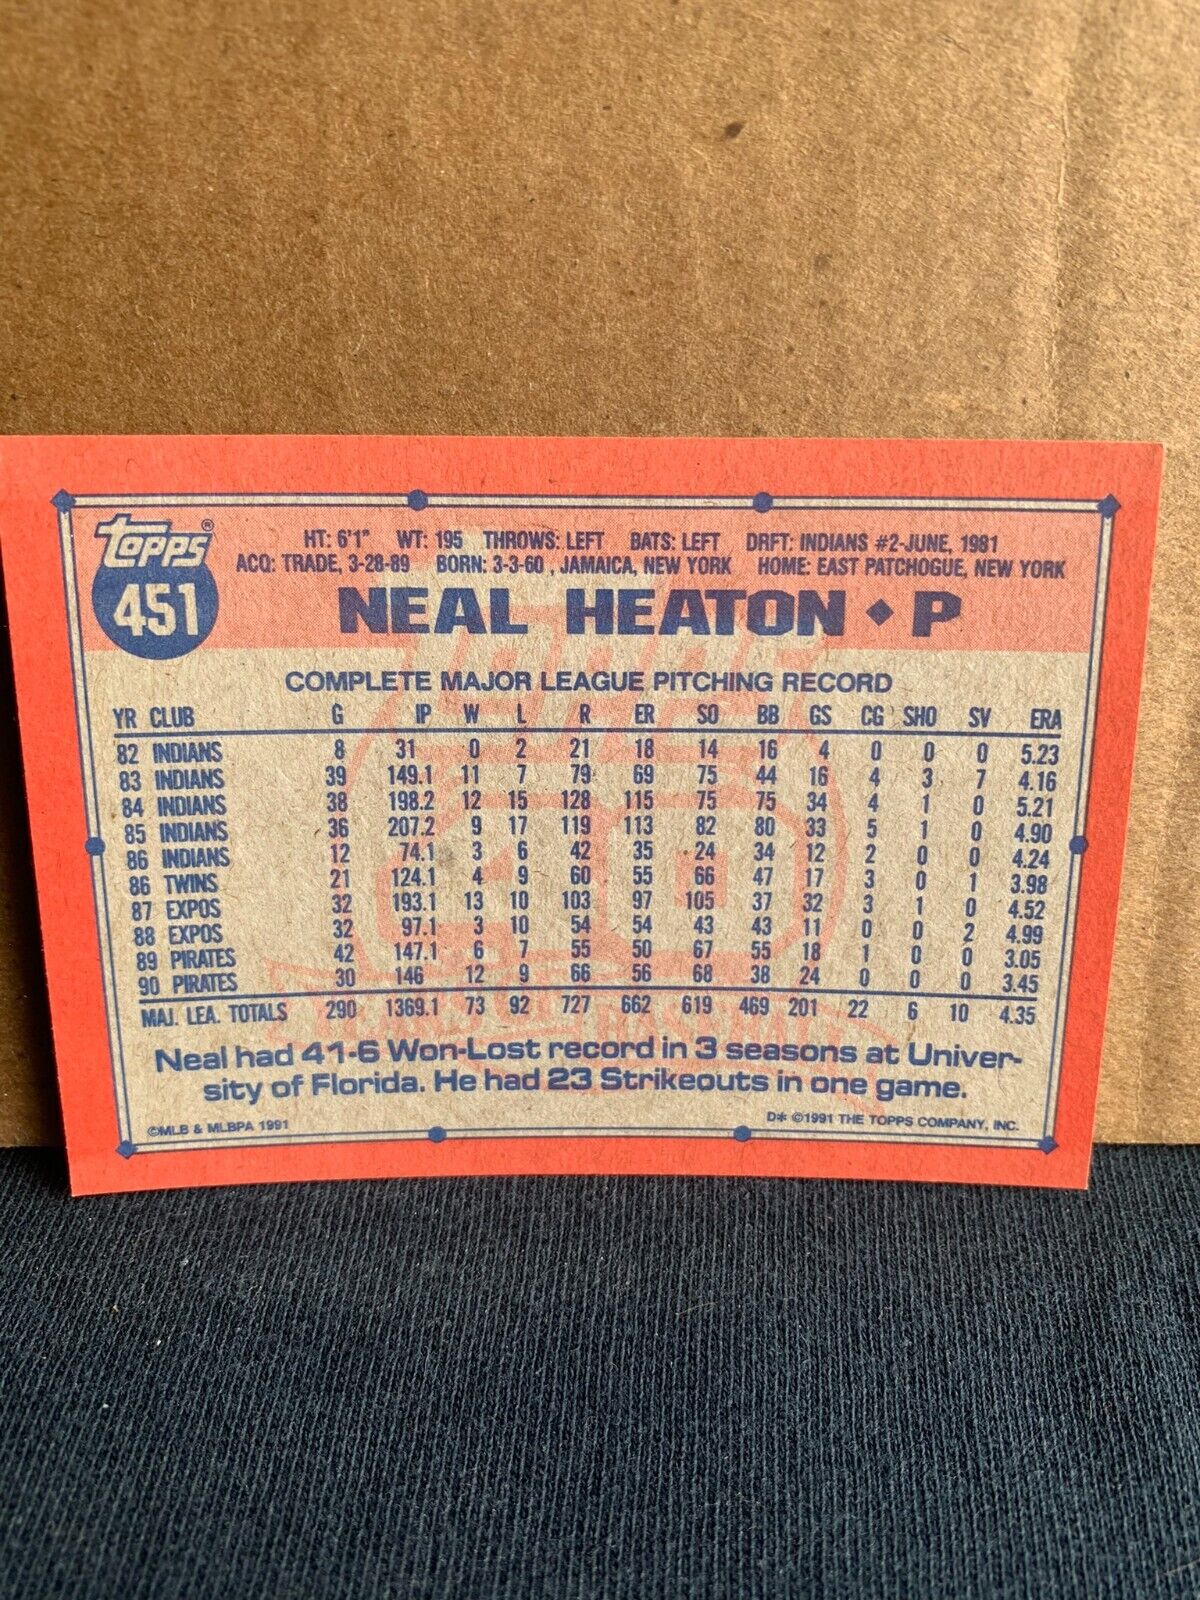 Topps®
451
HT: 6'1" WT: 195 THROWS: LEFT BATS: LEFT DRFT: INDIANS #2-JUNE, 1981
ACQ: TRADE, 3-28-89 BORN: 3-3-60 , JAMAICA, NEW YORK HOME: EAST PATCHOGUE, NEW YORK
NEAL HEATON ◆ P
COMPLETE MAJOR LEAGUE PITCHING RECORD
YR CLUB G IP W L R ER SO BB GS CG SHO SV ERA
82 INDIANS 8 31 0 2 21 18 14 16 4 0 0 0 5.23
83 INDIANS 39 149.1 11 7 79 69 75 44 16 4 3 7 4.16
84 INDIANS 38 198.2 12 15 128 115 75 75 34 4 1 0 5.21
85 INDIANS 36 207.2 9 17 119 113 82 80 33 5 1 0 4.90
86 INDIANS 12 74.1 3 6 42 35 24 34 12 2 0 0 4.24
86 TWINS 21 124.1 4 9 60 55 66 47 17 3 0 1 3.98
87 EXPOS 32 193.1 13 10 103 97 105 37 32 3 1 0 4.52
88 EXPOS 32 97.1 3 10 54 54 43 43 11 0 0 2 4.99
89 PIRATES 42 147.1 6 7 55 50 67 55 18 1 0 0 3.05
90 PIRATES 30 146 12 9 66 56 68 38 24 0 0 0 3.45
MAJ. LEA. TOTALS 290 1369.1 73 92 727 662 619 469 201 22 6 10 4.35
Neal had 41-6 Won-Lost record in 3 seasons at Univer-
sity of Florida. He had 23 Strikeouts in one game.
©MLB & MLBPA 1991 D* ©1991 THE TOPPS COMPANY, INC.
TOPPS
40
YEARS OF BASEBALL